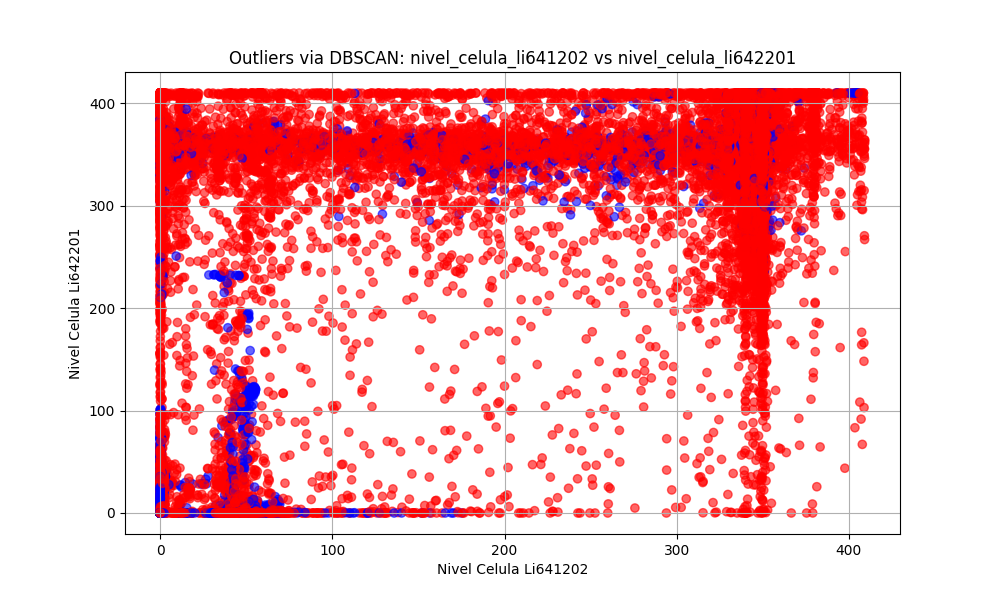 Outliers via DBSCAN: nivel_celula_li641202 vs nivel_celula_li642201
400
300
200
100
0
Nivel Celula Li642201
0 100 200 300 400
Nivel Celula Li641202